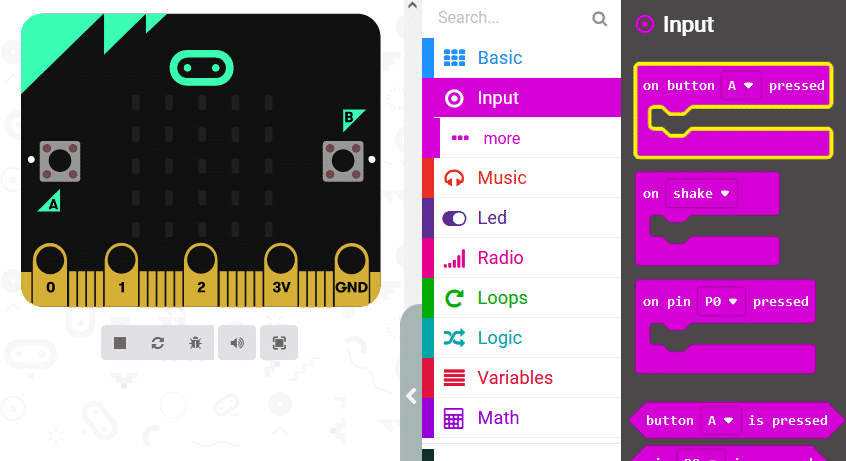 B
A
0 1 2 3V GND
Search...
Basic
Input
more
Music
Led
Radio
Loops
Logic
Variables
Math
Input
on button A pressed
on shake
on pin P0 pressed
button A is pressed